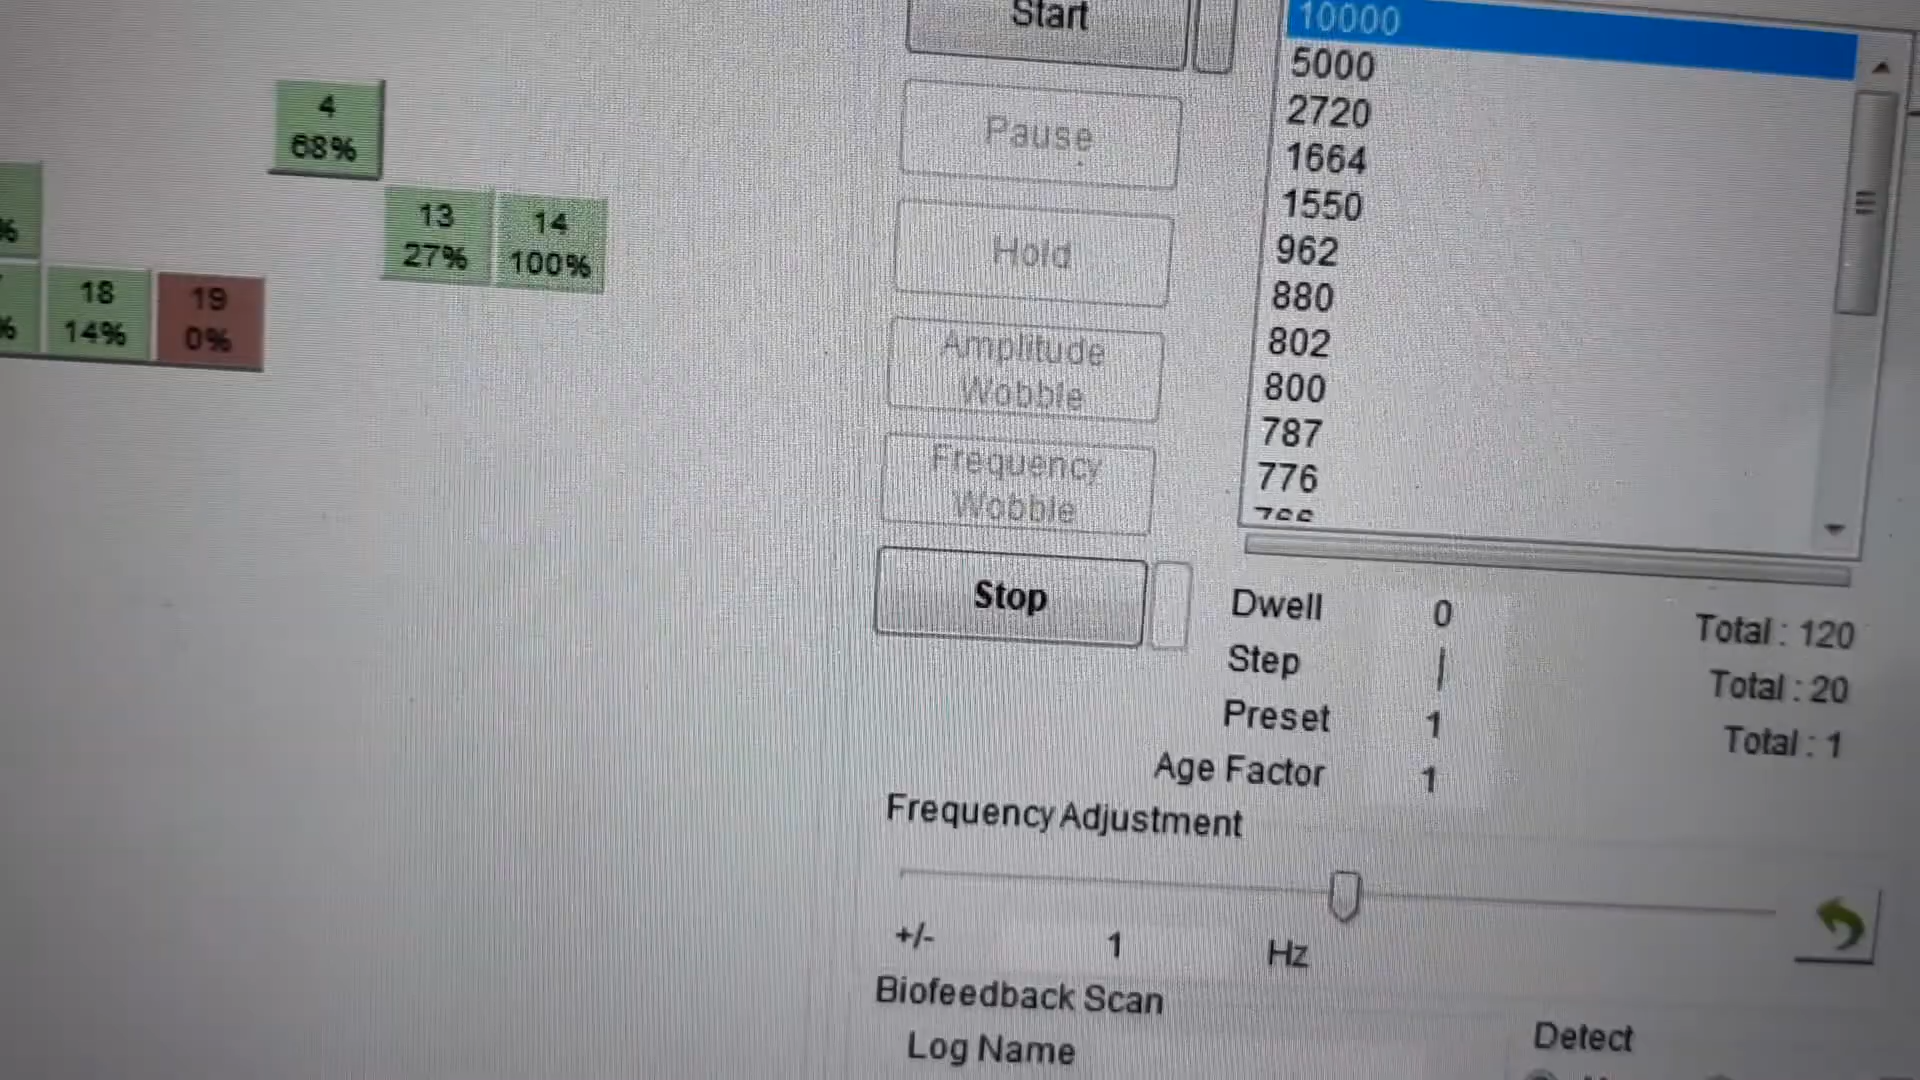 4
68%
13
27%
14
100%
%
18
14%
19
0%
%
Start
Pause
Hold
Amplitude
Wobble
Frequency
Wobble
Stop
10000
5000
2720
1664
1550
962
880
802
800
787
776
Dwell 0 Total : 120
Step Total : 20
Preset 1 Total : 1
Age Factor 1
Frequency Adjustment
+/- 1 Hz
Biofeedback Scan
Log Name
Detect